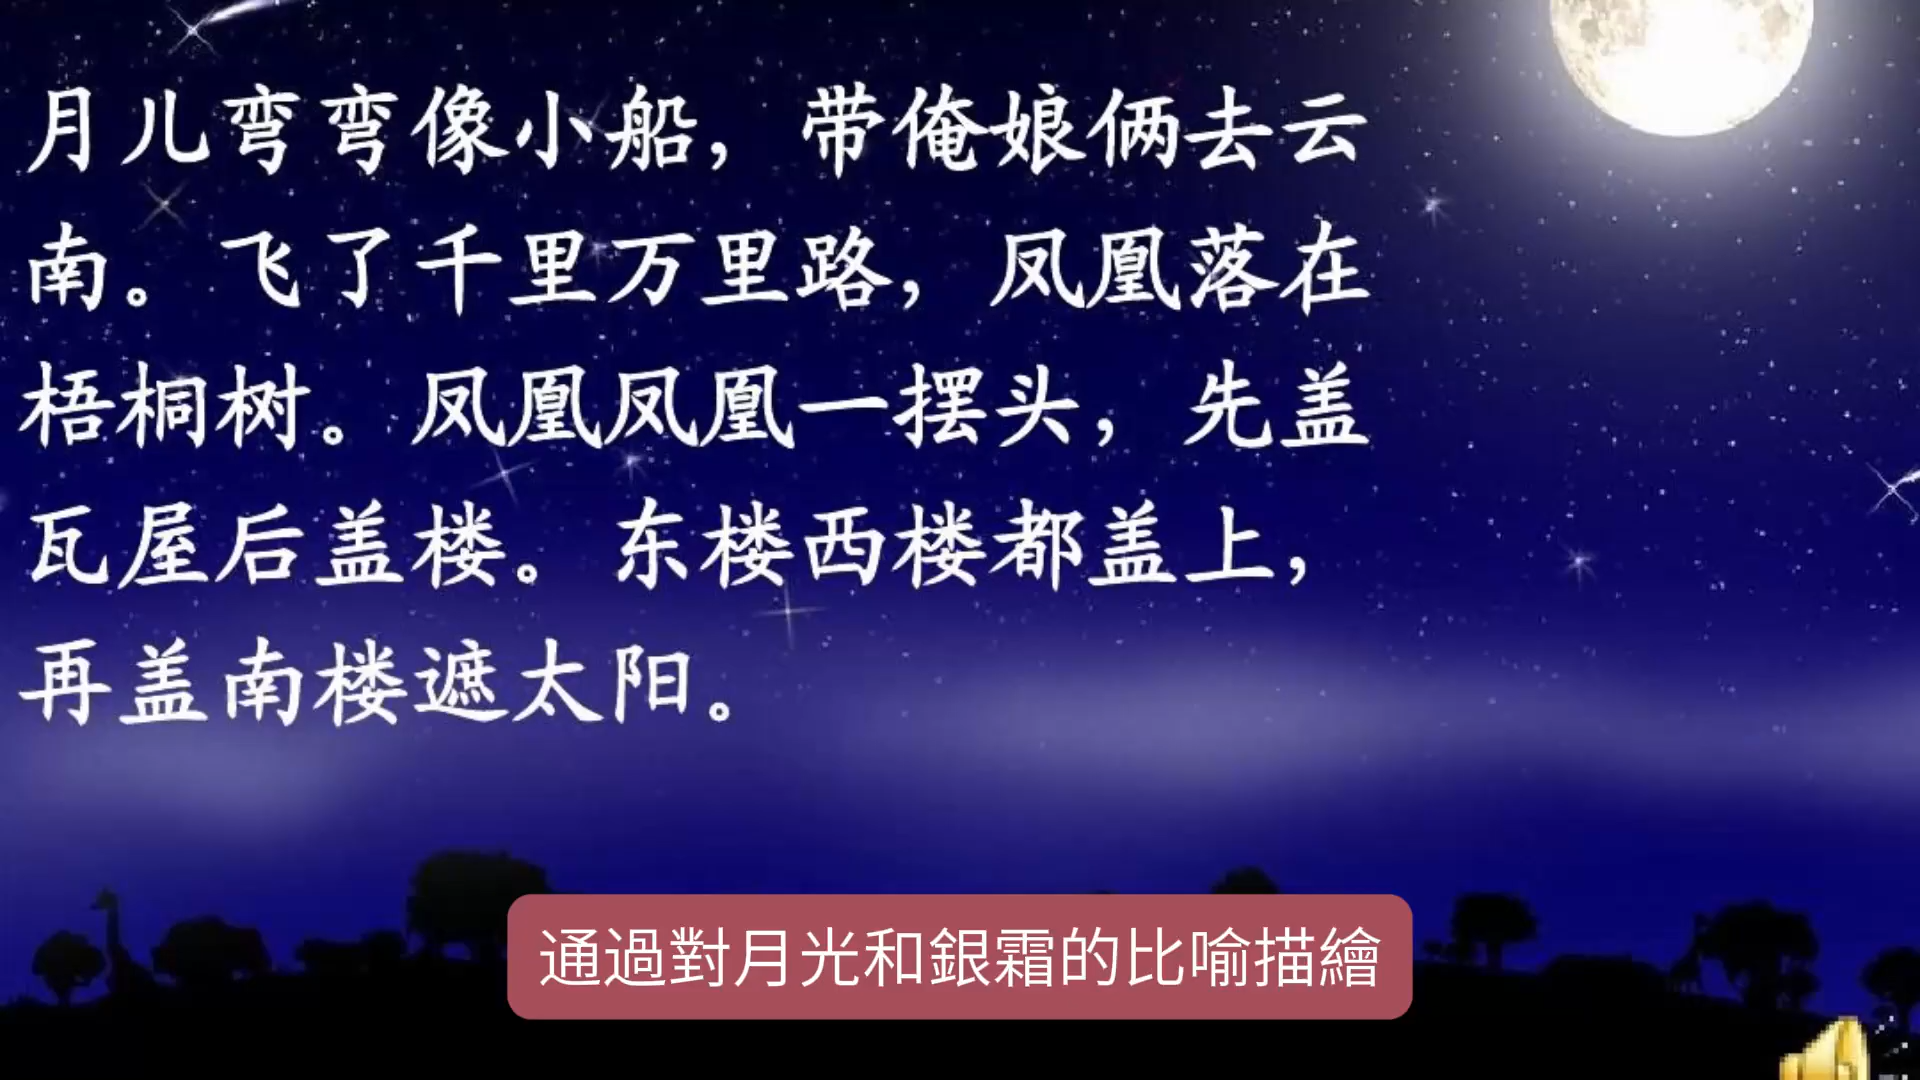 月儿弯弯像小船，带俺娘俩去云
南。飞了千里万里路，凤凰落在
梧桐树。凤凰凤凰一摆头，先盖
瓦屋后盖楼。东楼西楼都盖上，
再盖南楼遮太阳。
通過對月光和銀霜的比喻描繪